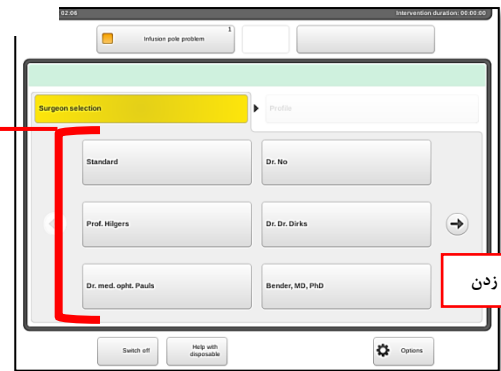 02:06 Intervention duration: 00:00:00
Infusion pole problem 1
Surgeon selection Profile
Standard Dr. No
Prof. Hilgers Dr. Dr. Dirks
Dr. med. opht. Pauls Bender, MD, PhD
زدن
Switch off Help with disposable Options